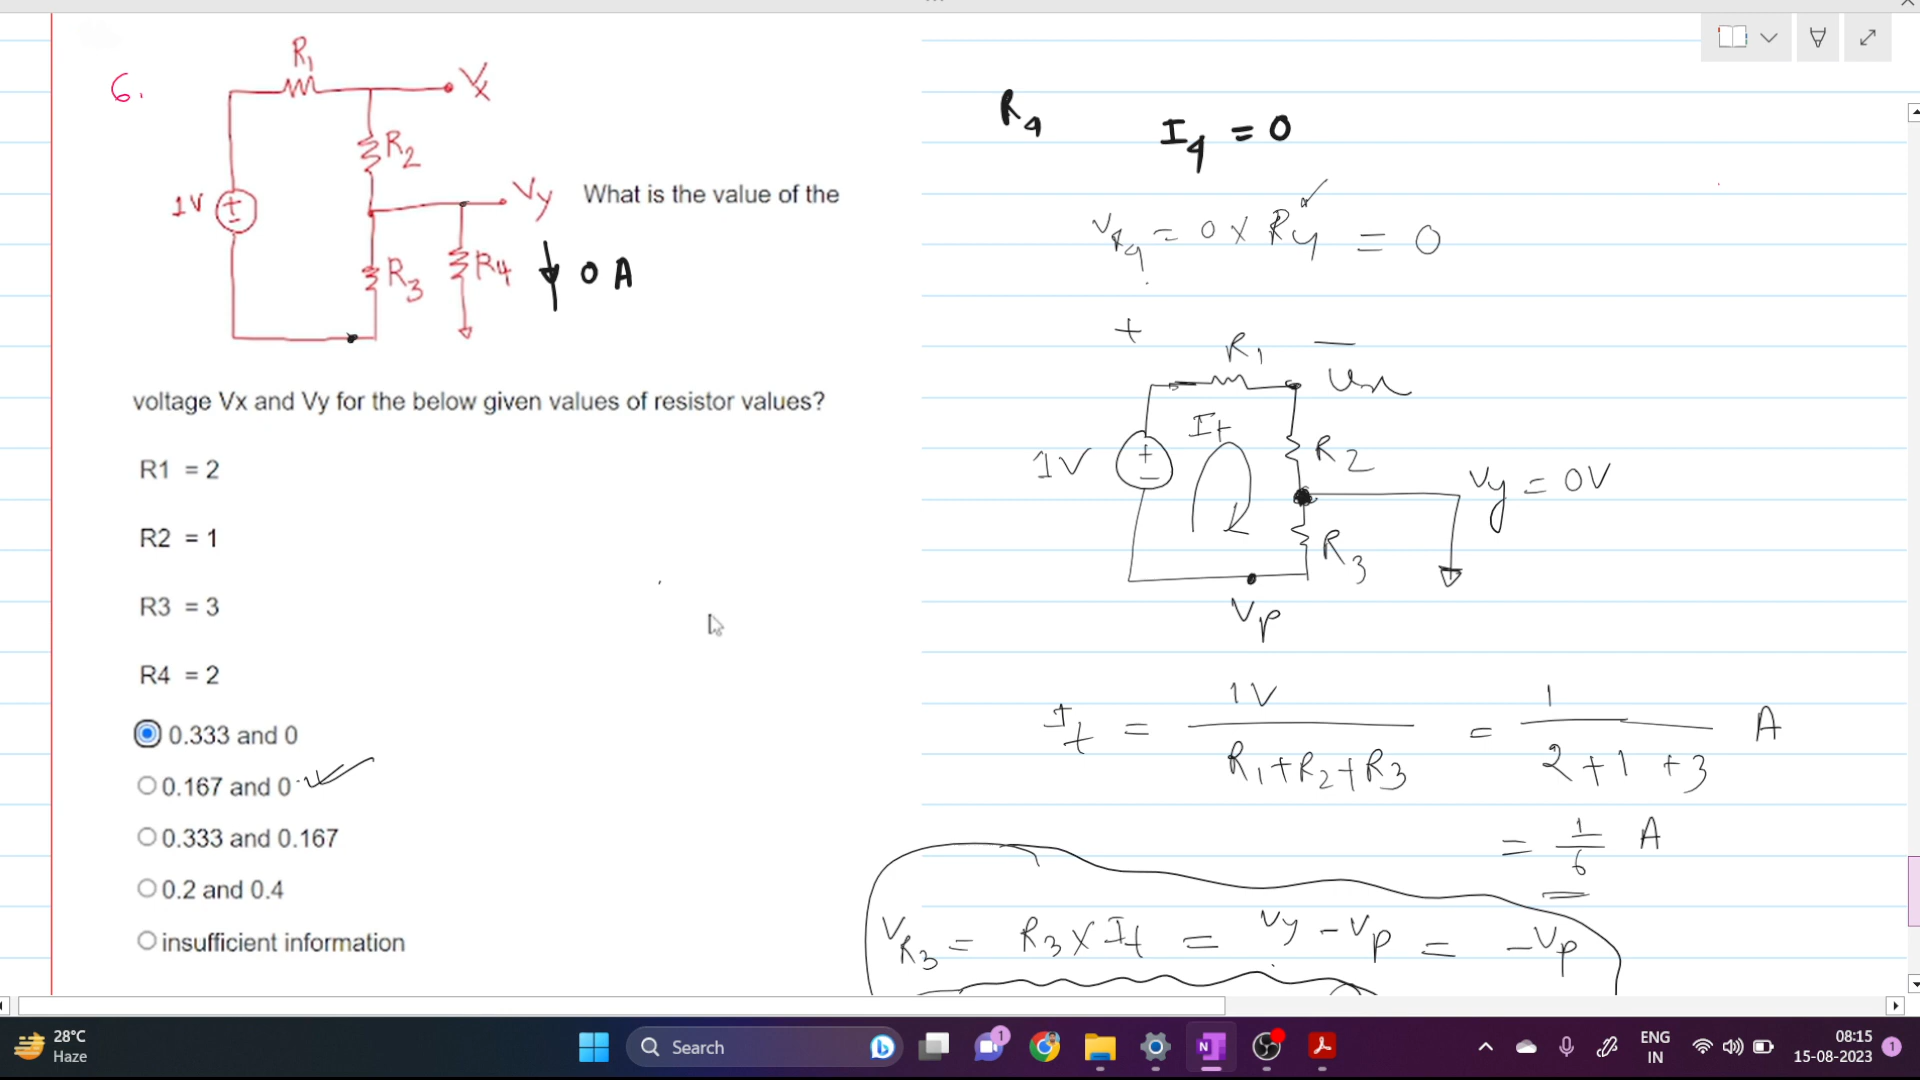 6.
R1
Vx
R2
1V
Vy
What is the value of the
R3
R4
0 A
voltage Vx and Vy for the below given values of resistor values?
R1 = 2
R2 = 1
R3 = 3
R4 = 2
0.333 and 0
0.167 and 0
0.333 and 0.167
0.2 and 0.4
insufficient information
R4
I4 = 0
VR4 = 0 x R4 = 0
+
R1
It
1V
R2
Vy = 0V
R3
Vp
It = 1V / R1+R2+R3 = 1 / 2+1+3 A
= 1/6 A
VR3 = R3 x It = Vy - Vp = -Vp
28°C
Haze
Search
1
ENG
IN
08:15
15-08-2023
1